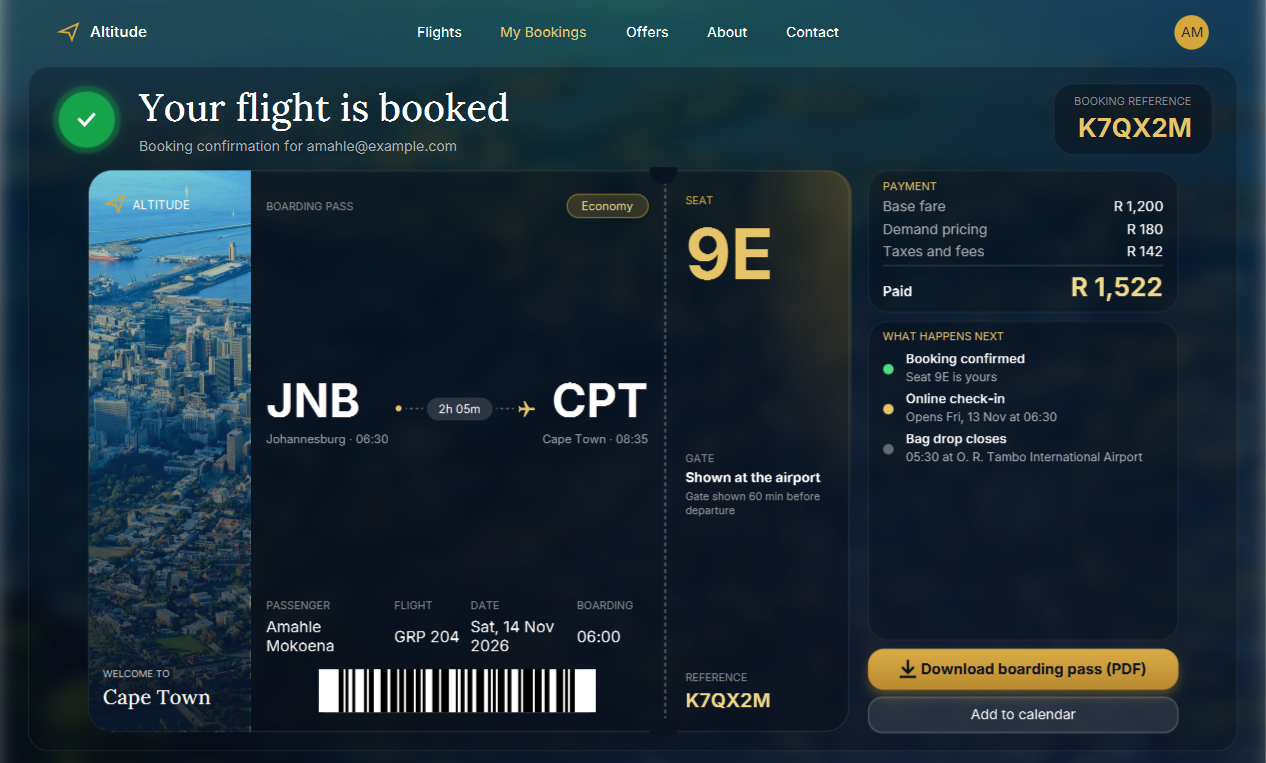 Altitude
Flights
My Bookings
Offers
About
Contact
AM
Your flight is booked
Booking confirmation for amahle@example.com
BOOKING REFERENCE
K7QX2M
ALTITUDE
WELCOME TO
Cape Town
BOARDING PASS
Economy
JNB
2h 05m
CPT
Johannesburg · 06:30
Cape Town · 08:35
PASSENGER
Amahle
Mokoena
FLIGHT
GRP 204
DATE
Sat, 14 Nov
2026
BOARDING
06:00
SEAT
9E
GATE
Shown at the airport
Gate shown 60 min before
departure
REFERENCE
K7QX2M
PAYMENT
Base fare R 1,200
Demand pricing R 180
Taxes and fees R 142
Paid R 1,522
WHAT HAPPENS NEXT
Booking confirmed
Seat 9E is yours
Online check-in
Opens Fri, 13 Nov at 06:30
Bag drop closes
05:30 at O. R. Tambo International Airport
Download boarding pass (PDF)
Add to calendar